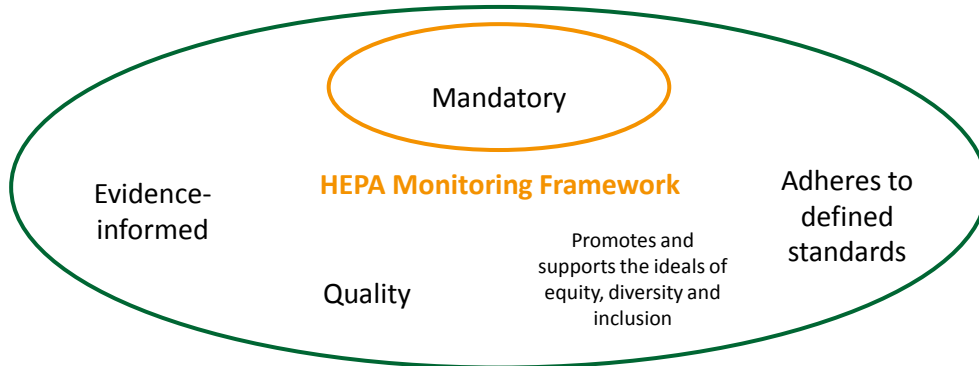 Mandatory
HEPA Monitoring Framework
Evidence-
informed
Adheres to
defined
standards
Quality
Promotes and
supports the ideals of
equity, diversity and
inclusion